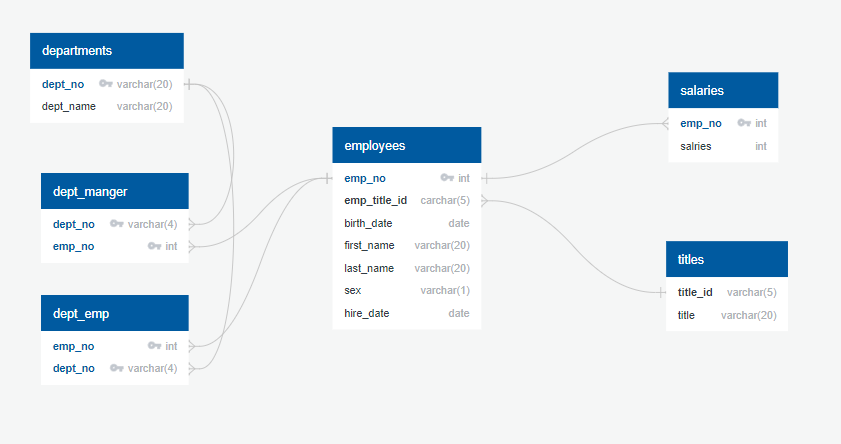 departments
dept_no varchar(20)
dept_name varchar(20)
dept_manger
dept_no varchar(4)
emp_no int
dept_emp
emp_no int
dept_no varchar(4)
employees
emp_no int
emp_title_id carchar(5)
birth_date date
first_name varchar(20)
last_name varchar(20)
sex varchar(1)
hire_date date
salaries
emp_no int
salries int
titles
title_id varchar(5)
title varchar(20)